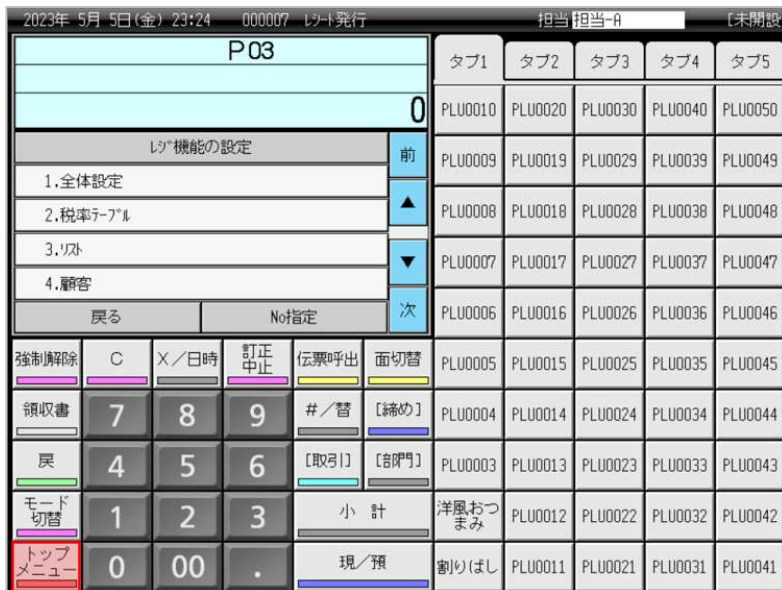 2023年 5月 5日(金) 23:24 000007 ﾚｼｰﾄ発行 担当 担当-A [未開設
P03
0
ﾚｼﾞ機能の設定
前
1.全体設定
2.税率ﾃｰﾌﾞﾙ
▲
3.ﾘｽﾄ
▼
4.顧客
戻る No指定 次
タブ1 タブ2 タブ3 タブ4 タブ5
PLU0010 PLU0020 PLU0030 PLU0040 PLU0050
PLU0009 PLU0019 PLU0029 PLU0039 PLU0049
PLU0008 PLU0018 PLU0028 PLU0038 PLU0048
PLU0007 PLU0017 PLU0027 PLU0037 PLU0047
PLU0006 PLU0016 PLU0026 PLU0036 PLU0046
強制解除 C X／日時 訂正 伝票呼出 面切替 PLU0005 PLU0015 PLU0025 PLU0035 PLU0045
中止
領収書 7 8 9 #／替 [締め] PLU0004 PLU0014 PLU0024 PLU0034 PLU0044
戻 4 5 6 [取引] [部門] PLU0003 PLU0013 PLU0023 PLU0033 PLU0043
モード 1 2 3 小 計 洋風おつ PLU0012 PLU0022 PLU0032 PLU0042
切替 まみ
トップ 0 00 . 現／預 割りばし PLU0011 PLU0021 PLU0031 PLU0041
メニュー